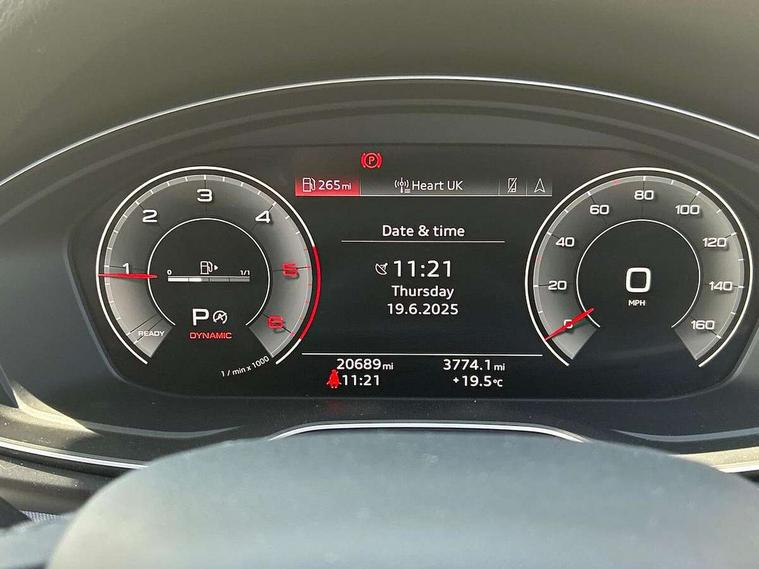 (P)
265mi
Heart UK
Date & time
11:21
Thursday
19.6.2025
20689mi
3774.1mi
11:21
+19.5°C
1
2
3
4
5
6
0
1/1
P
DYNAMIC
READY
1 / min x 1000
0
20
40
60
80
100
120
140
160
0
MPH